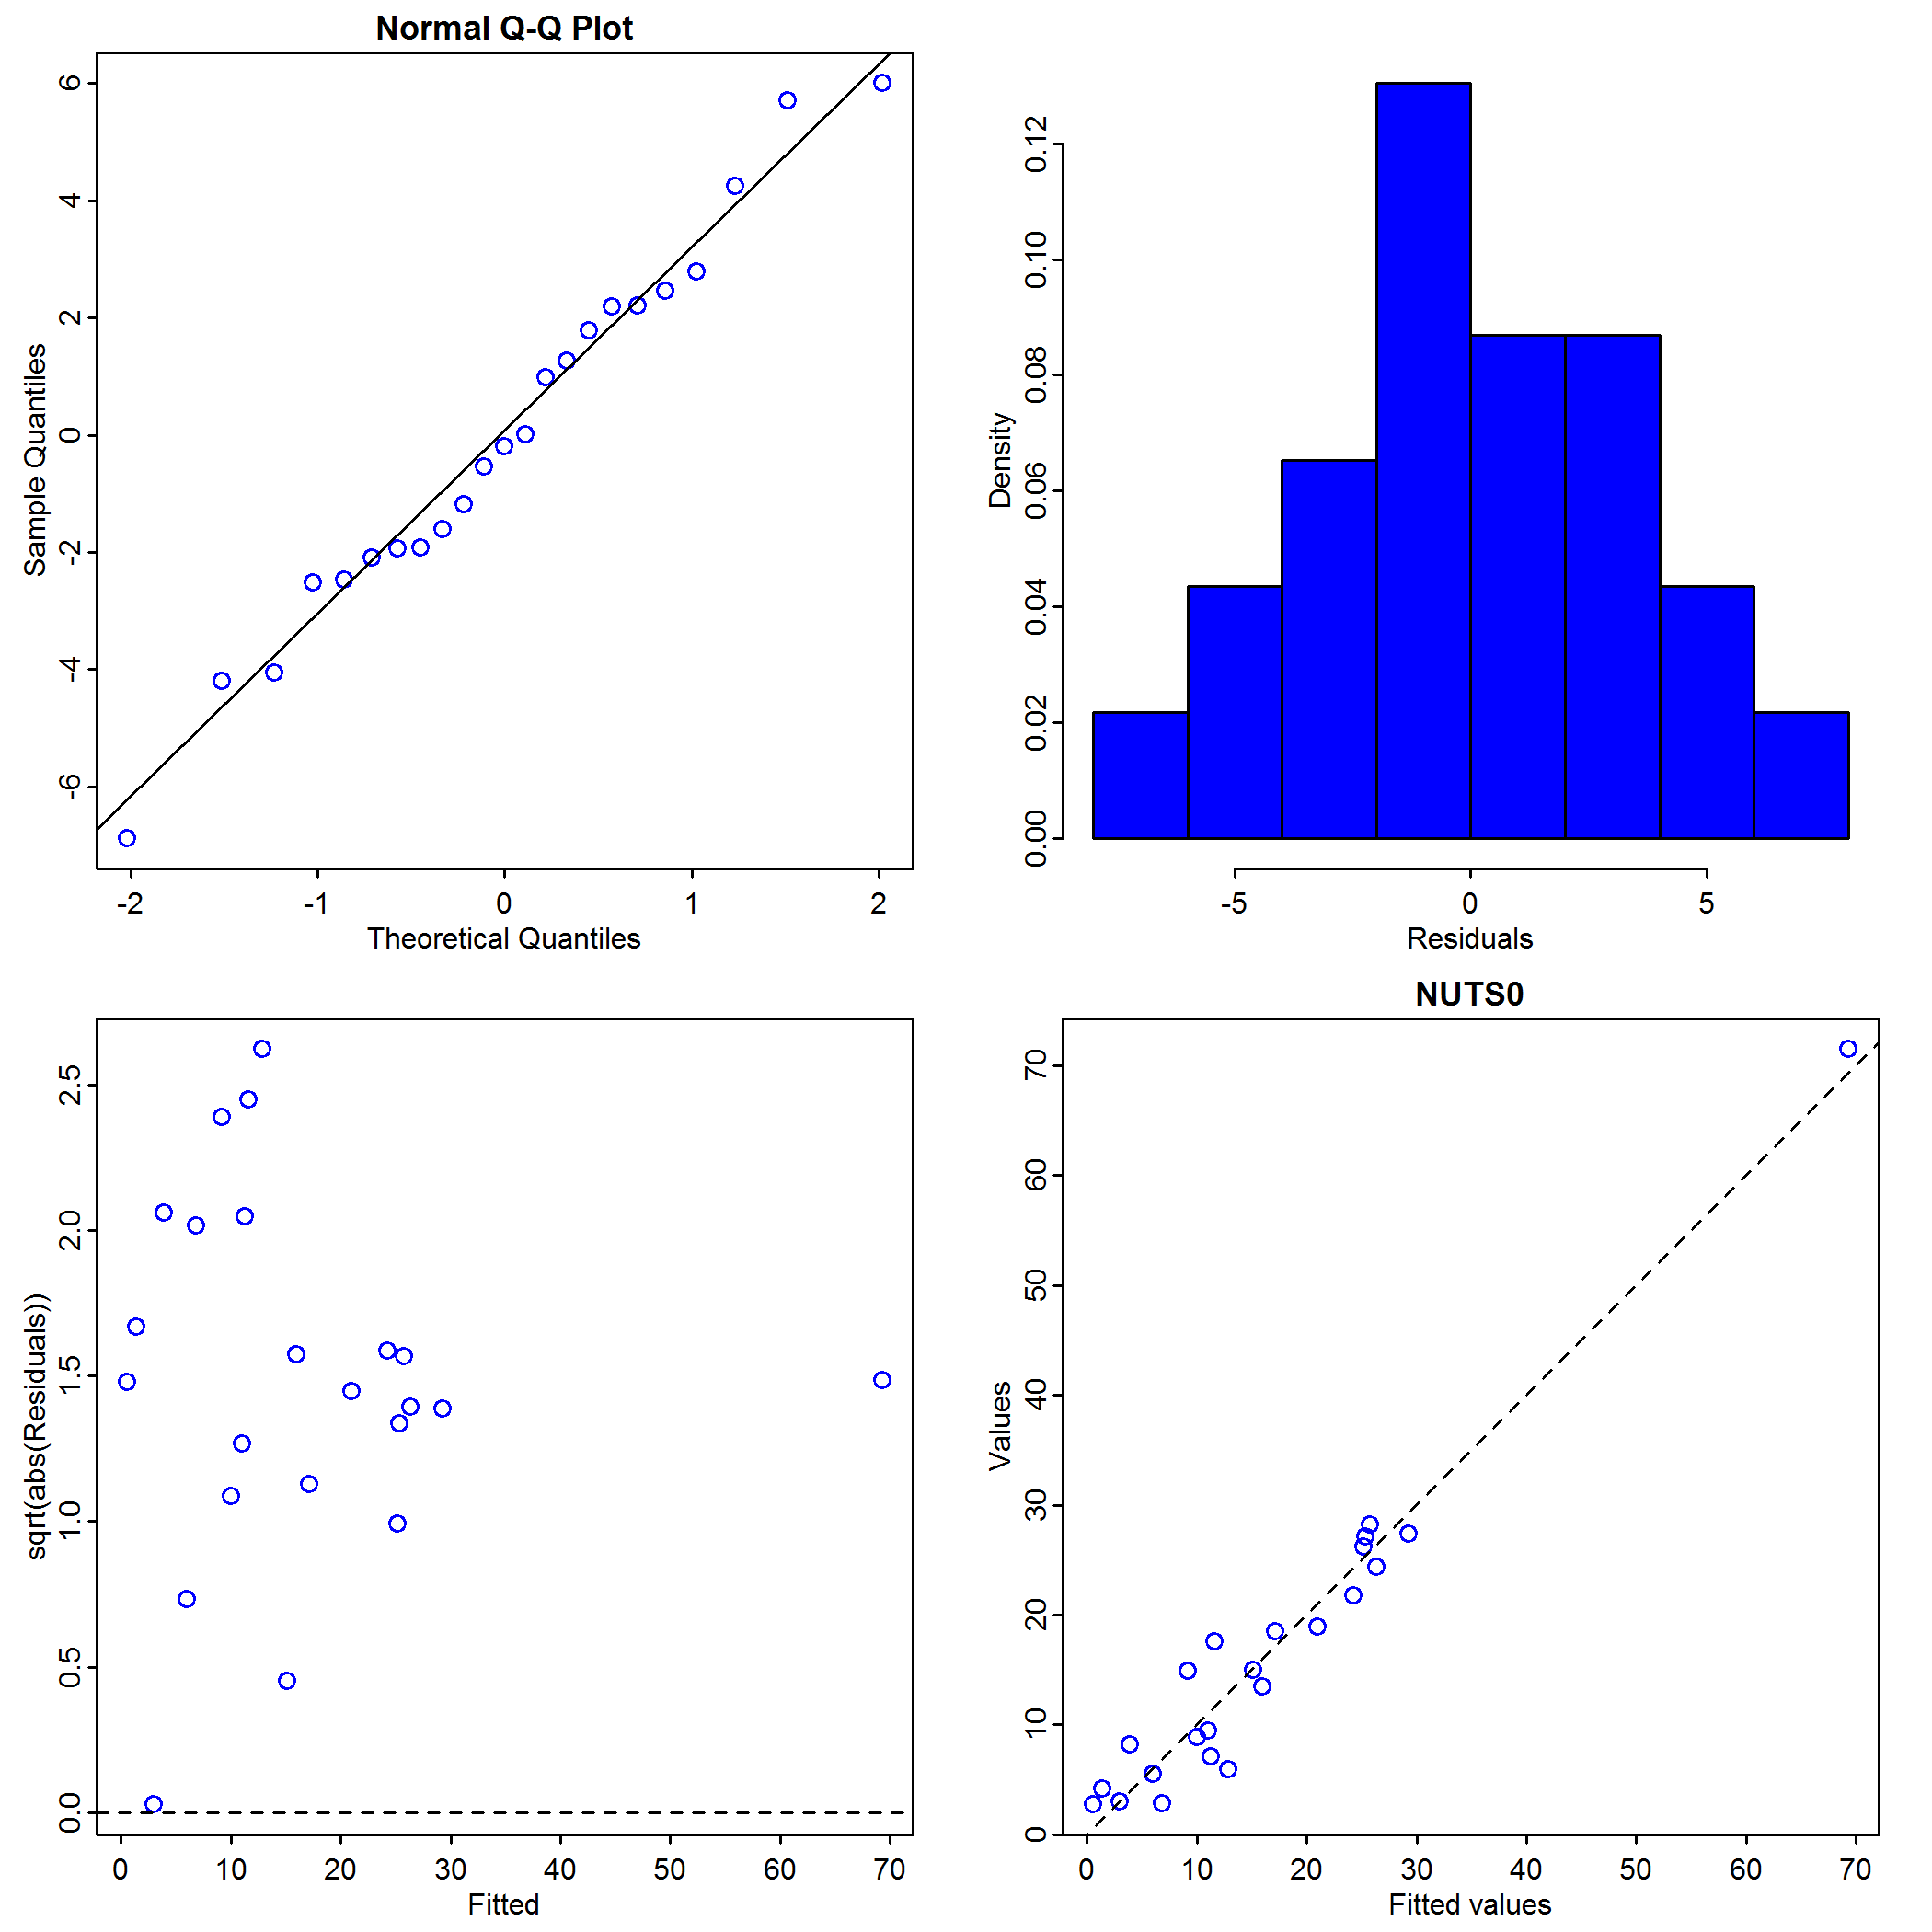 Normal Q-Q Plot
Sample Quantiles
6
4
2
0
-2
-4
-6
-2 -1 0 1 2
Theoretical Quantiles
Density
0.12
0.10
0.08
0.06
0.04
0.02
0.00
-5 0 5
Residuals
sqrt(abs(Residuals))
2.5
2.0
1.5
1.0
0.5
0.0
0 10 20 30 40 50 60 70
Fitted
NUTS0
Values
70
60
50
40
30
20
10
0
0 10 20 30 40 50 60 70
Fitted values